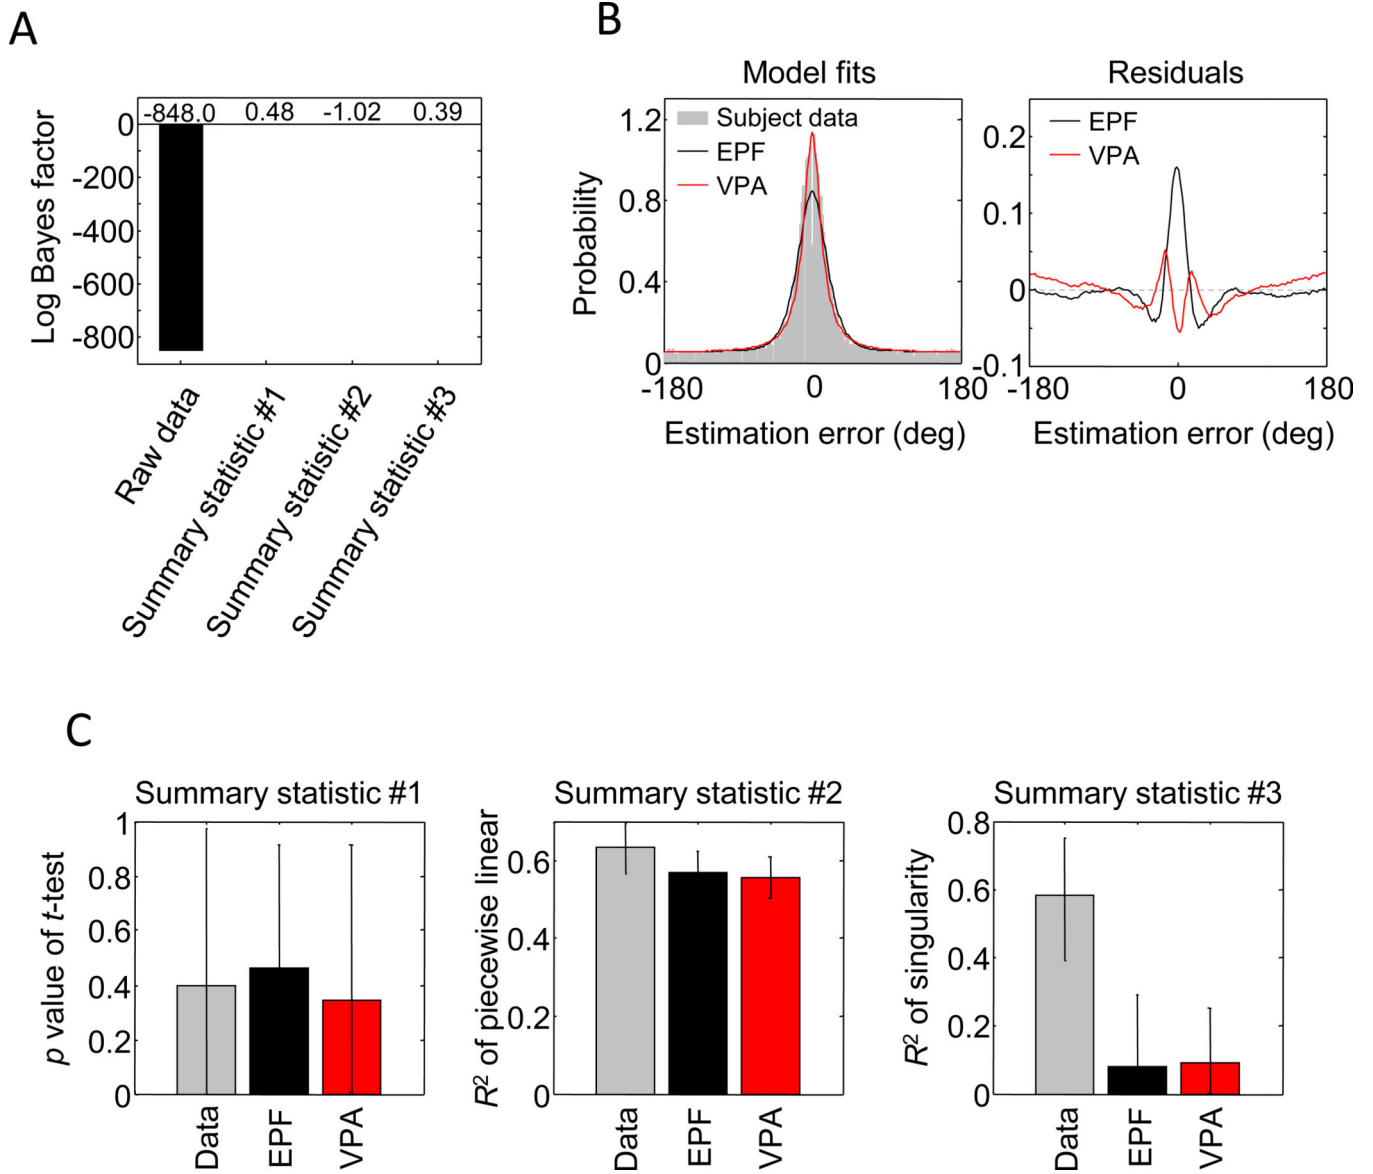 A
-848.0 0.48 -1.02 0.39
0
-200
-400
-600
-800
Log Bayes factor
Raw data
Summary statistic #1
Summary statistic #2
Summary statistic #3
B
Model fits
Subject data
EPF
VPA
1.2
0.8
0.4
0
Probability
-180 0 180
Estimation error (deg)
Residuals
EPF
VPA
0.2
0.1
0
-0.1
-180 0 180
Estimation error (deg)
C
Summary statistic #1
1
0.8
0.6
0.4
0.2
0
p value of t-test
Data
EPF
VPA
Summary statistic #2
0.6
0.4
0.2
0
R² of piecewise linear
Data
EPF
VPA
Summary statistic #3
0.8
0.6
0.4
0.2
0
R² of singularity
Data
EPF
VPA